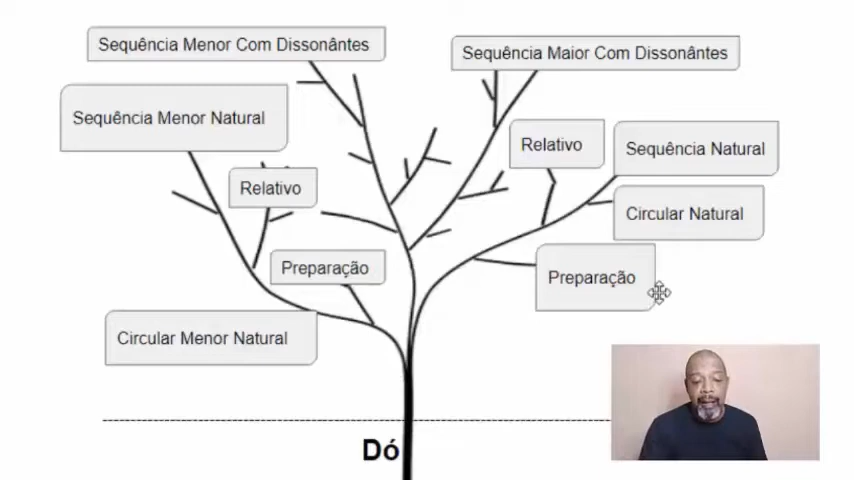 Sequência Menor Com Dissonântes
Sequência Maior Com Dissonântes
Sequência Menor Natural
Relativo
Sequência Natural
Relativo
Circular Natural
Preparação
Preparação
Circular Menor Natural
Dó